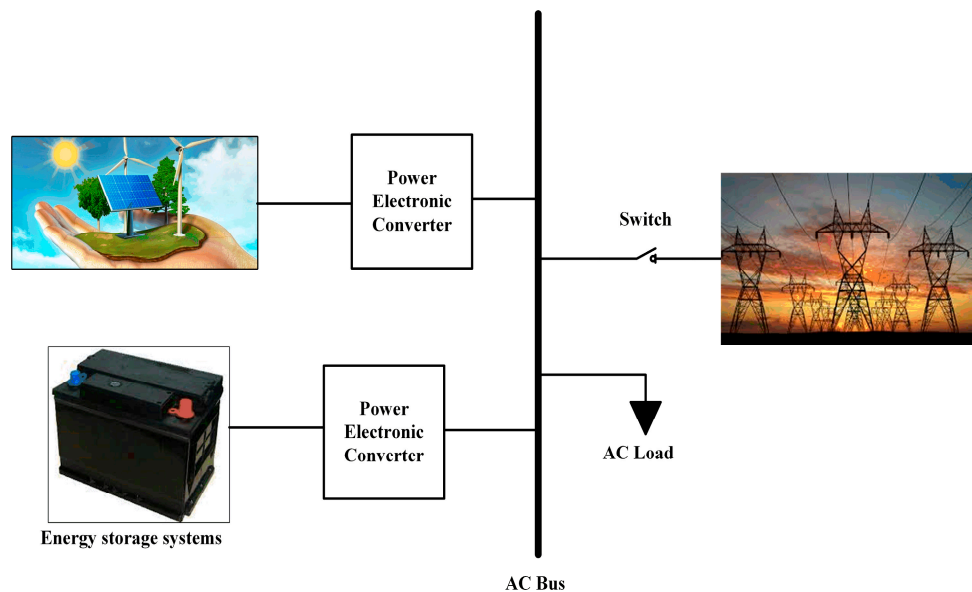 Power
Electronic
Converter
Switch
Power
Electronic
Converter
AC Load
Energy storage systems
AC Bus